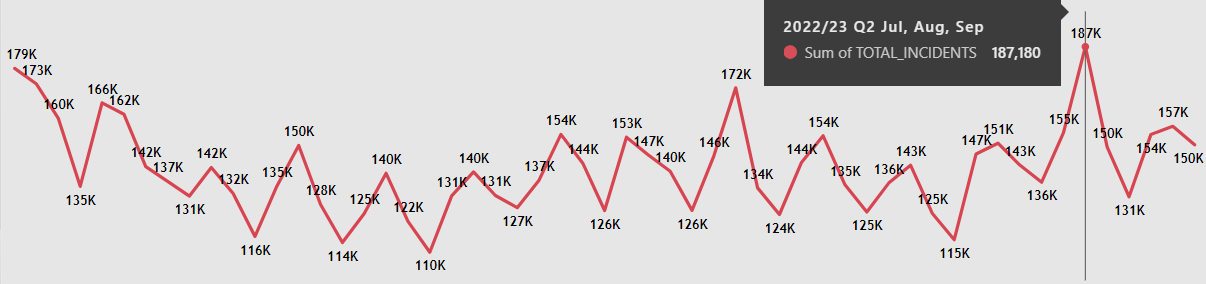 2022/23 Q2 Jul, Aug, Sep
Sum of TOTAL_INCIDENTS 187,180
179K
173K
160K
135K
166K
162K
142K
137K
131K
142K
132K
116K
135K
150K
128K
114K
125K
140K
122K
110K
131K
140K
131K
127K
137K
154K
144K
126K
153K
147K
140K
126K
146K
172K
134K
124K
144K
154K
135K
125K
136K
143K
125K
115K
147K
151K
143K
136K
155K
187K
150K
131K
154K
157K
150K